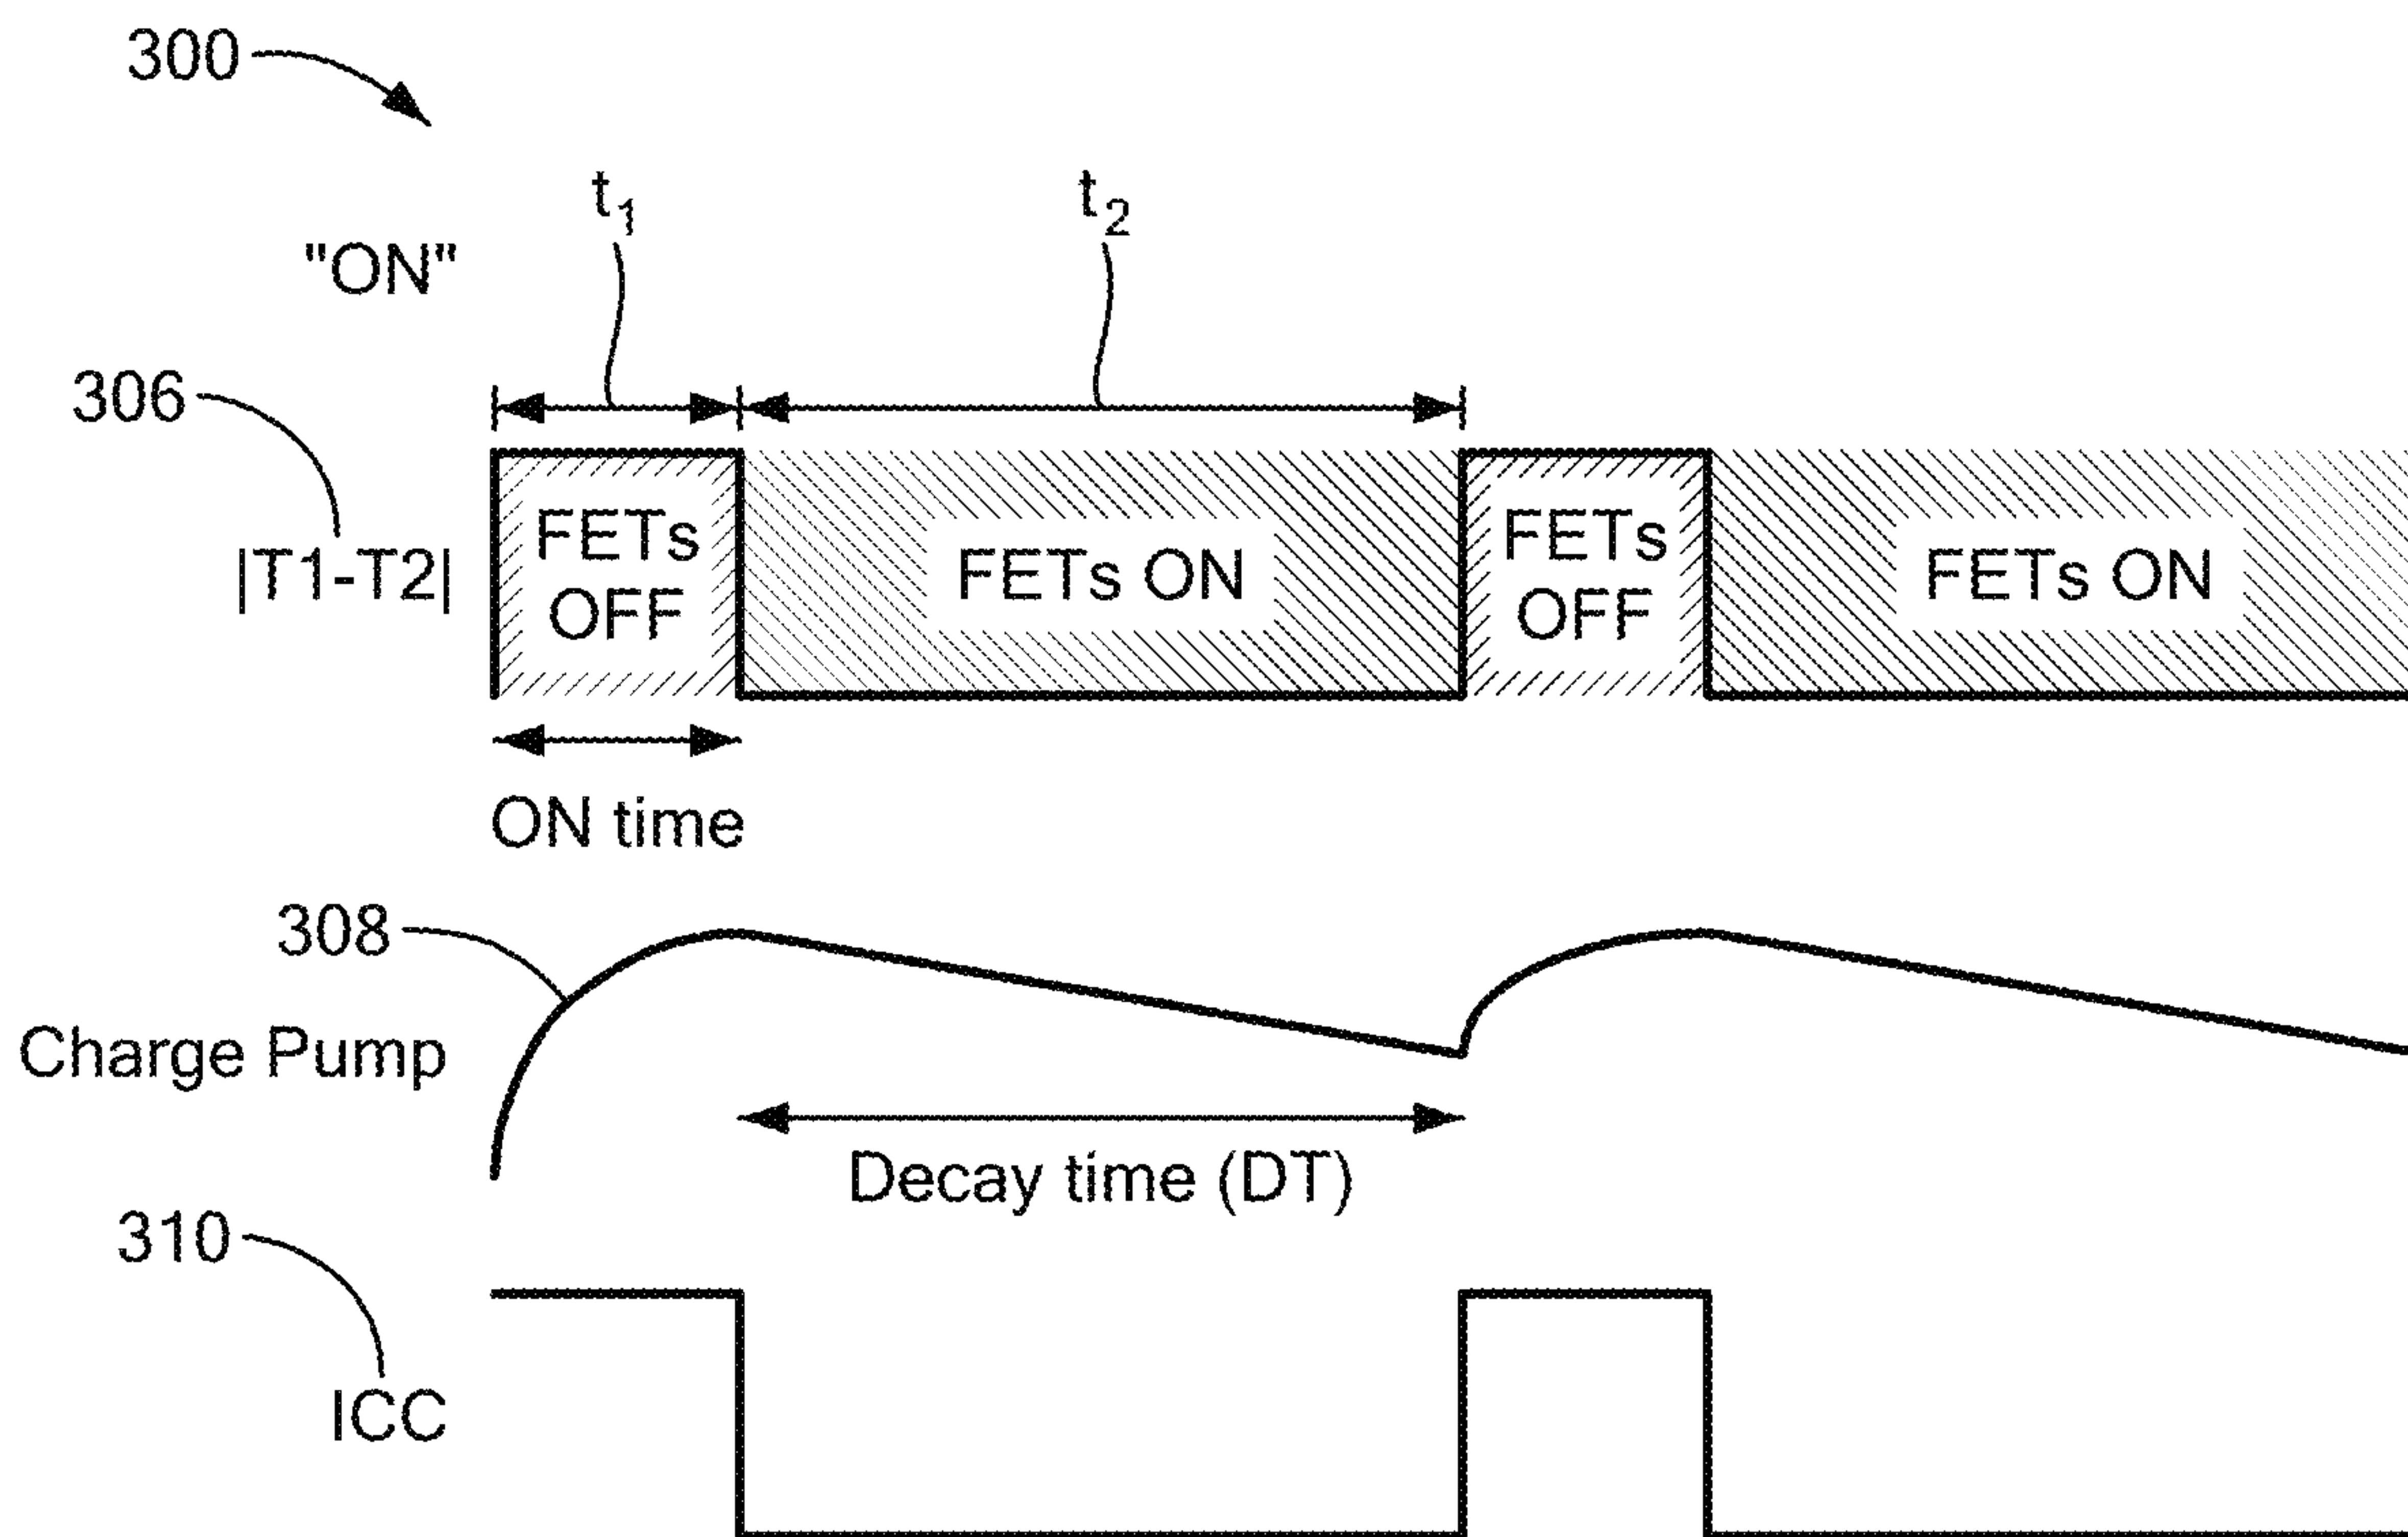 300
t₁ t₂
"ON"
306
|T1-T2|
FETs OFF
FETs ON
FETs OFF
FETs ON
ON time
308
Charge Pump
Decay time (DT)
310
ICC